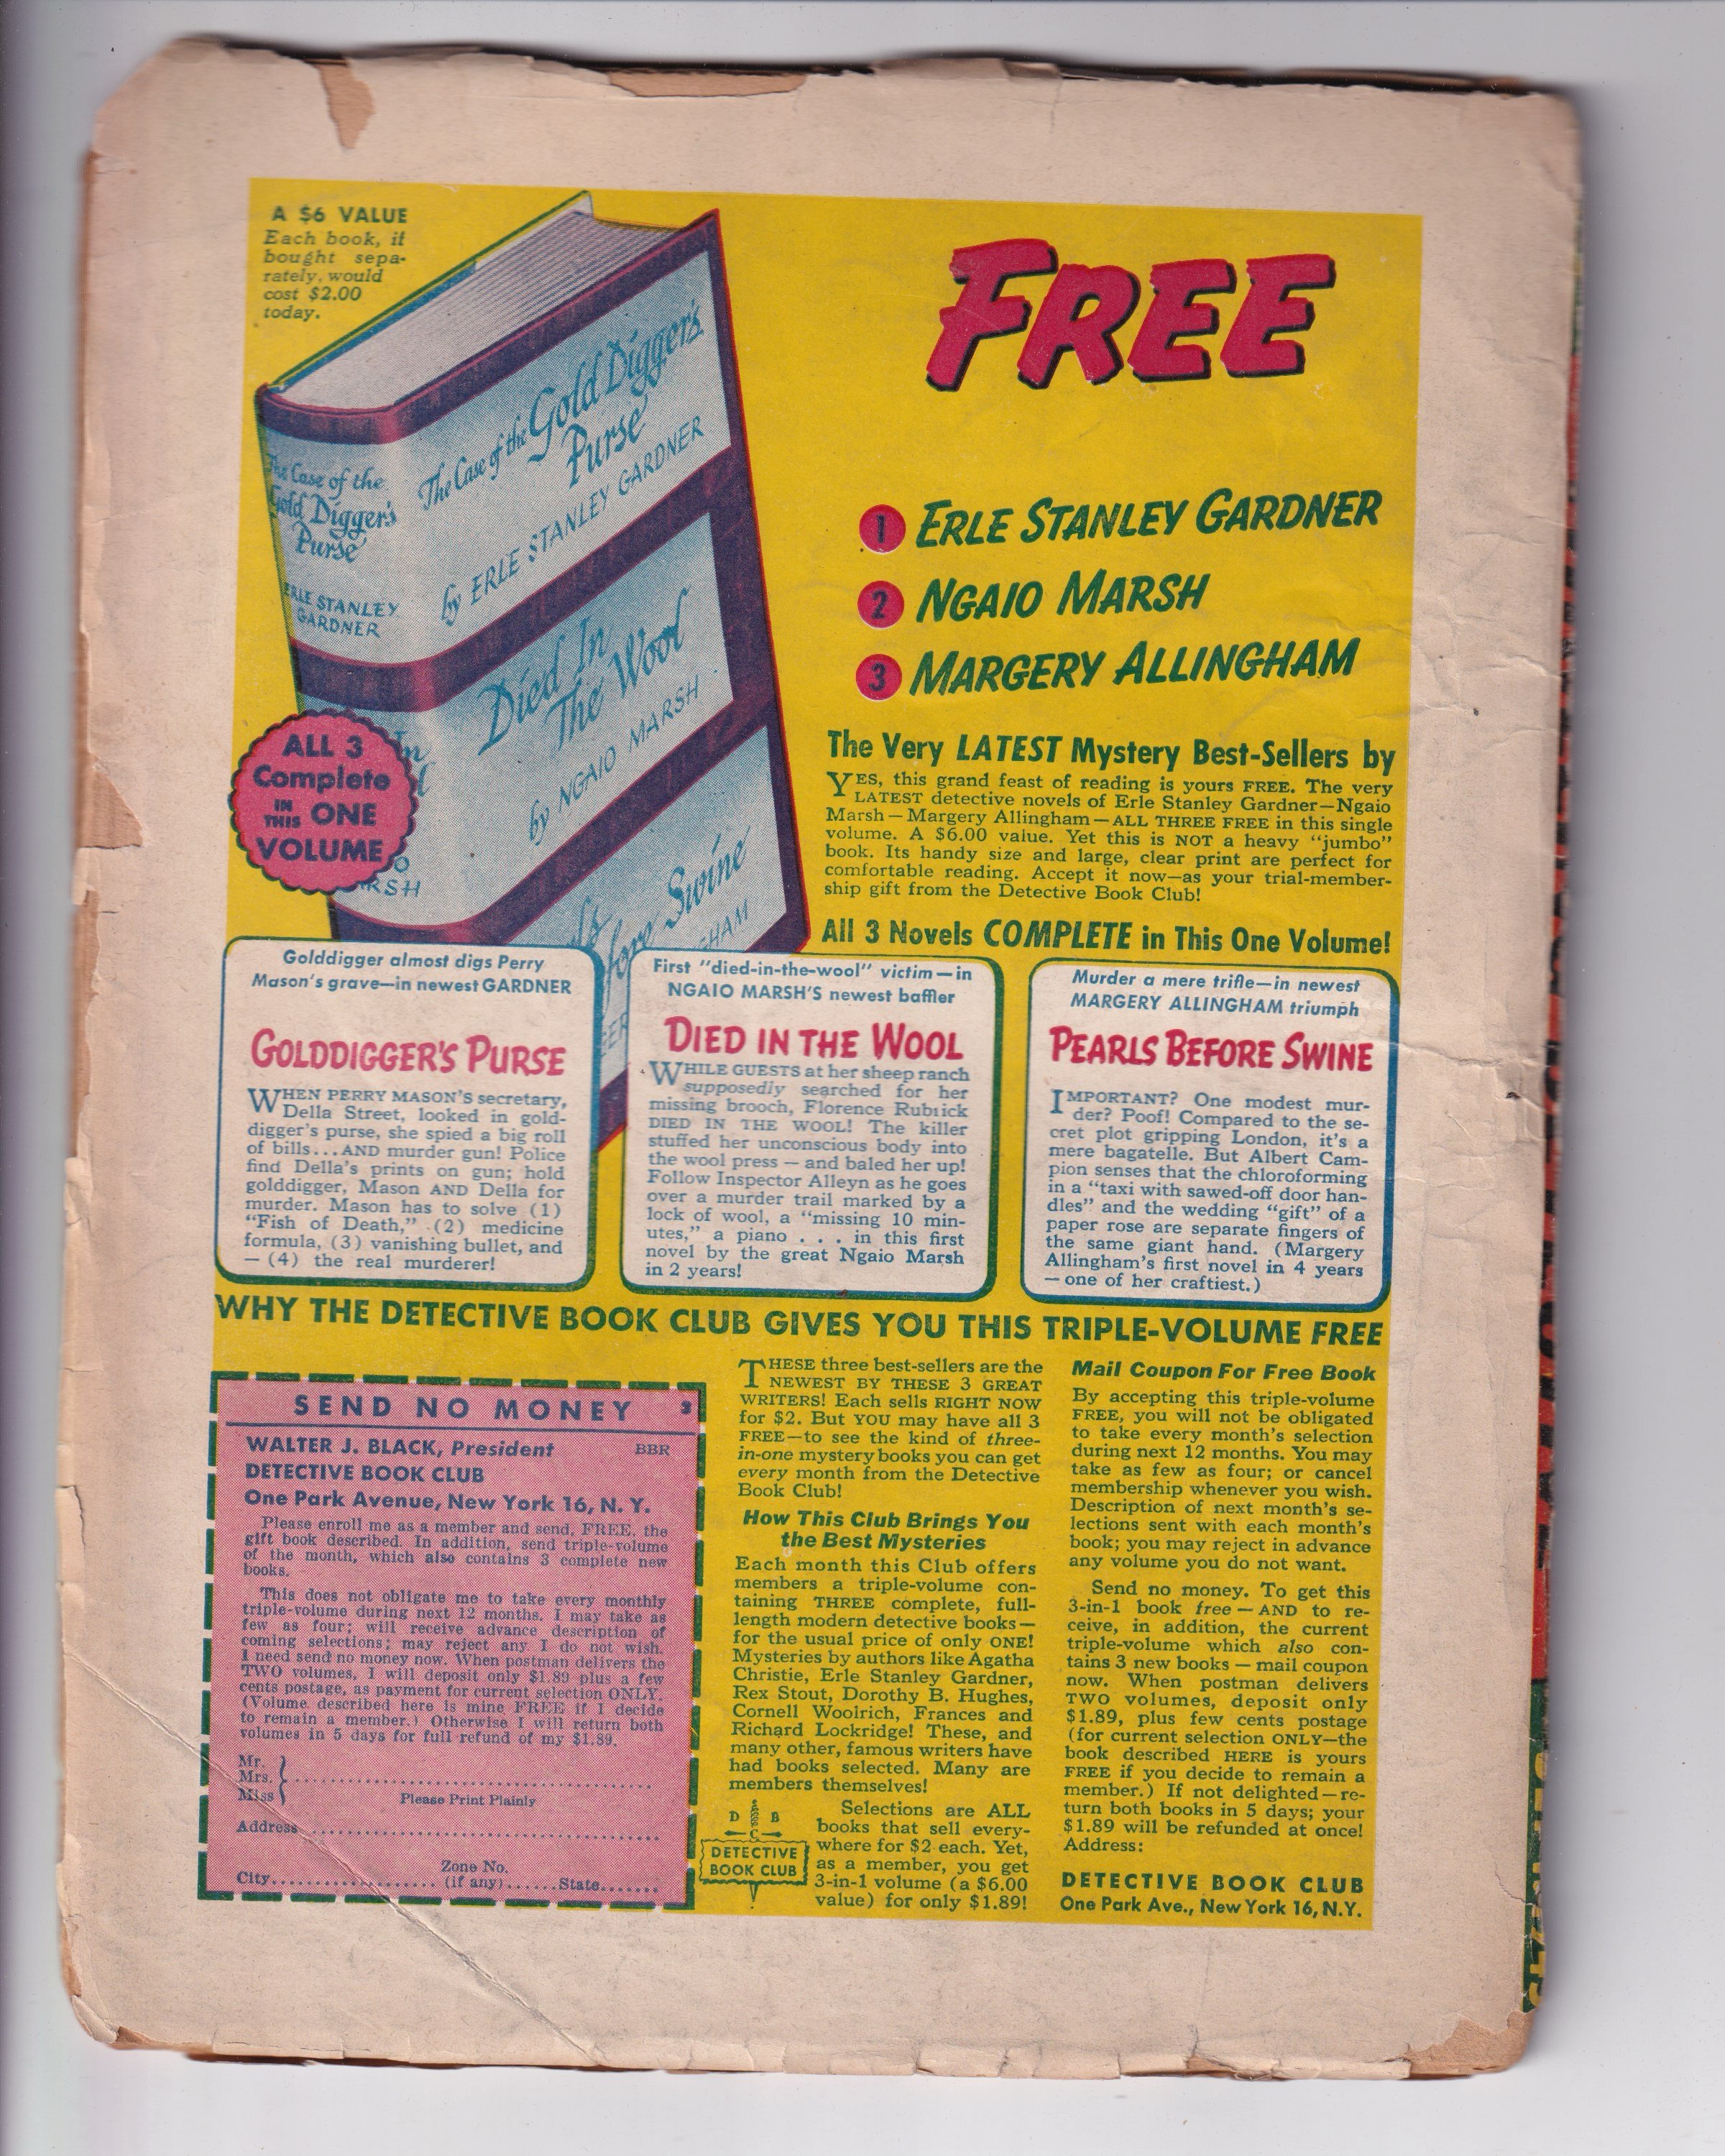 A $6 VALUE
Each book, if
bought sepa-
rately, would
cost $2.00
today.
FREE
The Case of the
Gold Digger's
Purse
ERLE STANLEY
GARDNER
The Case of the Gold Digger's
Purse
by ERLE STANLEY GARDNER
Died In
The Wool
by NGAIO MARSH
Swine
1 ERLE STANLEY GARDNER
2 NGAIO MARSH
3 MARGERY ALLINGHAM
ALL 3
Complete
IN THIS ONE
VOLUME
The Very LATEST Mystery Best-Sellers by
YES, this grand feast of reading is yours FREE. The very
LATEST detective novels of Erle Stanley Gardner—Ngaio
Marsh—Margery Allingham—ALL THREE FREE in this single
volume. A $6.00 value. Yet this is NOT a heavy "jumbo"
book. Its handy size and large, clear print are perfect for
comfortable reading. Accept it now—as your trial-member-
ship gift from the Detective Book Club!
All 3 Novels COMPLETE in This One Volume!
Golddigger almost digs Perry
Mason's grave—in newest GARDNER
GOLDDIGGER'S PURSE
WHEN PERRY MASON'S secretary,
Della Street, looked in gold-
digger's purse, she spied a big roll
of bills...AND murder gun! Police
find Della's prints on gun; hold
golddigger, Mason AND Della for
murder. Mason has to solve (1)
"Fish of Death," (2) medicine
formula, (3) vanishing bullet, and
— (4) the real murderer!
First "died-in-the-wool" victim—in
NGAIO MARSH'S newest baffler
DIED IN THE WOOL
WHILE GUESTS at her sheep ranch
supposedly searched for her
missing brooch, Florence Rubrick
DIED IN THE WOOL! The killer
stuffed her unconscious body into
the wool press — and baled her up!
Follow Inspector Alleyn as he goes
over a murder trail marked by a
lock of wool, a "missing 10 min-
utes," a piano . . . in this first
novel by the great Ngaio Marsh
in 2 years!
Murder a mere trifle—in newest
MARGERY ALLINGHAM triumph
PEARLS BEFORE SWINE
IMPORTANT? One modest mur-
der? Poof! Compared to the se-
cret plot gripping London, it's a
mere bagatelle. But Albert Cam-
pion senses that the chloroforming
in a "taxi with sawed-off door han-
dles" and the wedding "gift" of a
paper rose are separate fingers of
the same giant hand. (Margery
Allingham's first novel in 4 years
—one of her craftiest.)
WHY THE DETECTIVE BOOK CLUB GIVES YOU THIS TRIPLE-VOLUME FREE
SEND NO MONEY 3
WALTER J. BLACK, President BBR
DETECTIVE BOOK CLUB
One Park Avenue, New York 16, N. Y.
Please enroll me as a member and send, FREE, the
gift book described. In addition, send triple-volume
of the month, which also contains 3 complete new
books.
This does not obligate me to take every monthly
triple-volume during next 12 months. I may take as
few as four; will receive advance description of
coming selections; may reject any I do not wish.
I need send no money now. When postman delivers the
TWO volumes, I will deposit only $1.89 plus a few
cents postage, as payment for current selection ONLY.
(Volume described here is mine FREE if I decide
to remain a member.) Otherwise I will return both
volumes in 5 days for full refund of my $1.89.
Mr.
Mrs.
Miss
Please Print Plainly
Address
Zone No.
City.................... (if any)......State.......
THESE three best-sellers are the
NEWEST BY THESE 3 GREAT
WRITERS! Each sells RIGHT NOW
for $2. But YOU may have all 3
FREE—to see the kind of three-
in-one mystery books you can get
every month from the Detective
Book Club!
How This Club Brings You
the Best Mysteries
Each month this Club offers
members a triple-volume con-
taining THREE complete, full-
length modern detective books—
for the usual price of only ONE!
Mysteries by authors like Agatha
Christie, Erle Stanley Gardner,
Rex Stout, Dorothy B. Hughes,
Cornell Woolrich, Frances and
Richard Lockridge! These, and
many other, famous writers have
had books selected. Many are
members themselves!
D B
C
DETECTIVE
BOOK CLUB
Selections are ALL
books that sell every-
where for $2 each. Yet,
as a member, you get
3-in-1 volume (a $6.00
value) for only $1.89!
Mail Coupon For Free Book
By accepting this triple-volume
FREE, you will not be obligated
to take every month's selection
during next 12 months. You may
take as few as four; or cancel
membership whenever you wish.
Description of next month's se-
lections sent with each month's
book; you may reject in advance
any volume you do not want.
Send no money. To get this
3-in-1 book free — AND to re-
ceive, in addition, the current
triple-volume which also con-
tains 3 new books — mail coupon
now. When postman delivers
TWO volumes, deposit only
$1.89, plus few cents postage
(for current selection ONLY—the
book described HERE is yours
FREE if you decide to remain a
member.) If not delighted—re-
turn both books in 5 days; your
$1.89 will be refunded at once!
Address:
DETECTIVE BOOK CLUB
One Park Ave., New York 16, N.Y.